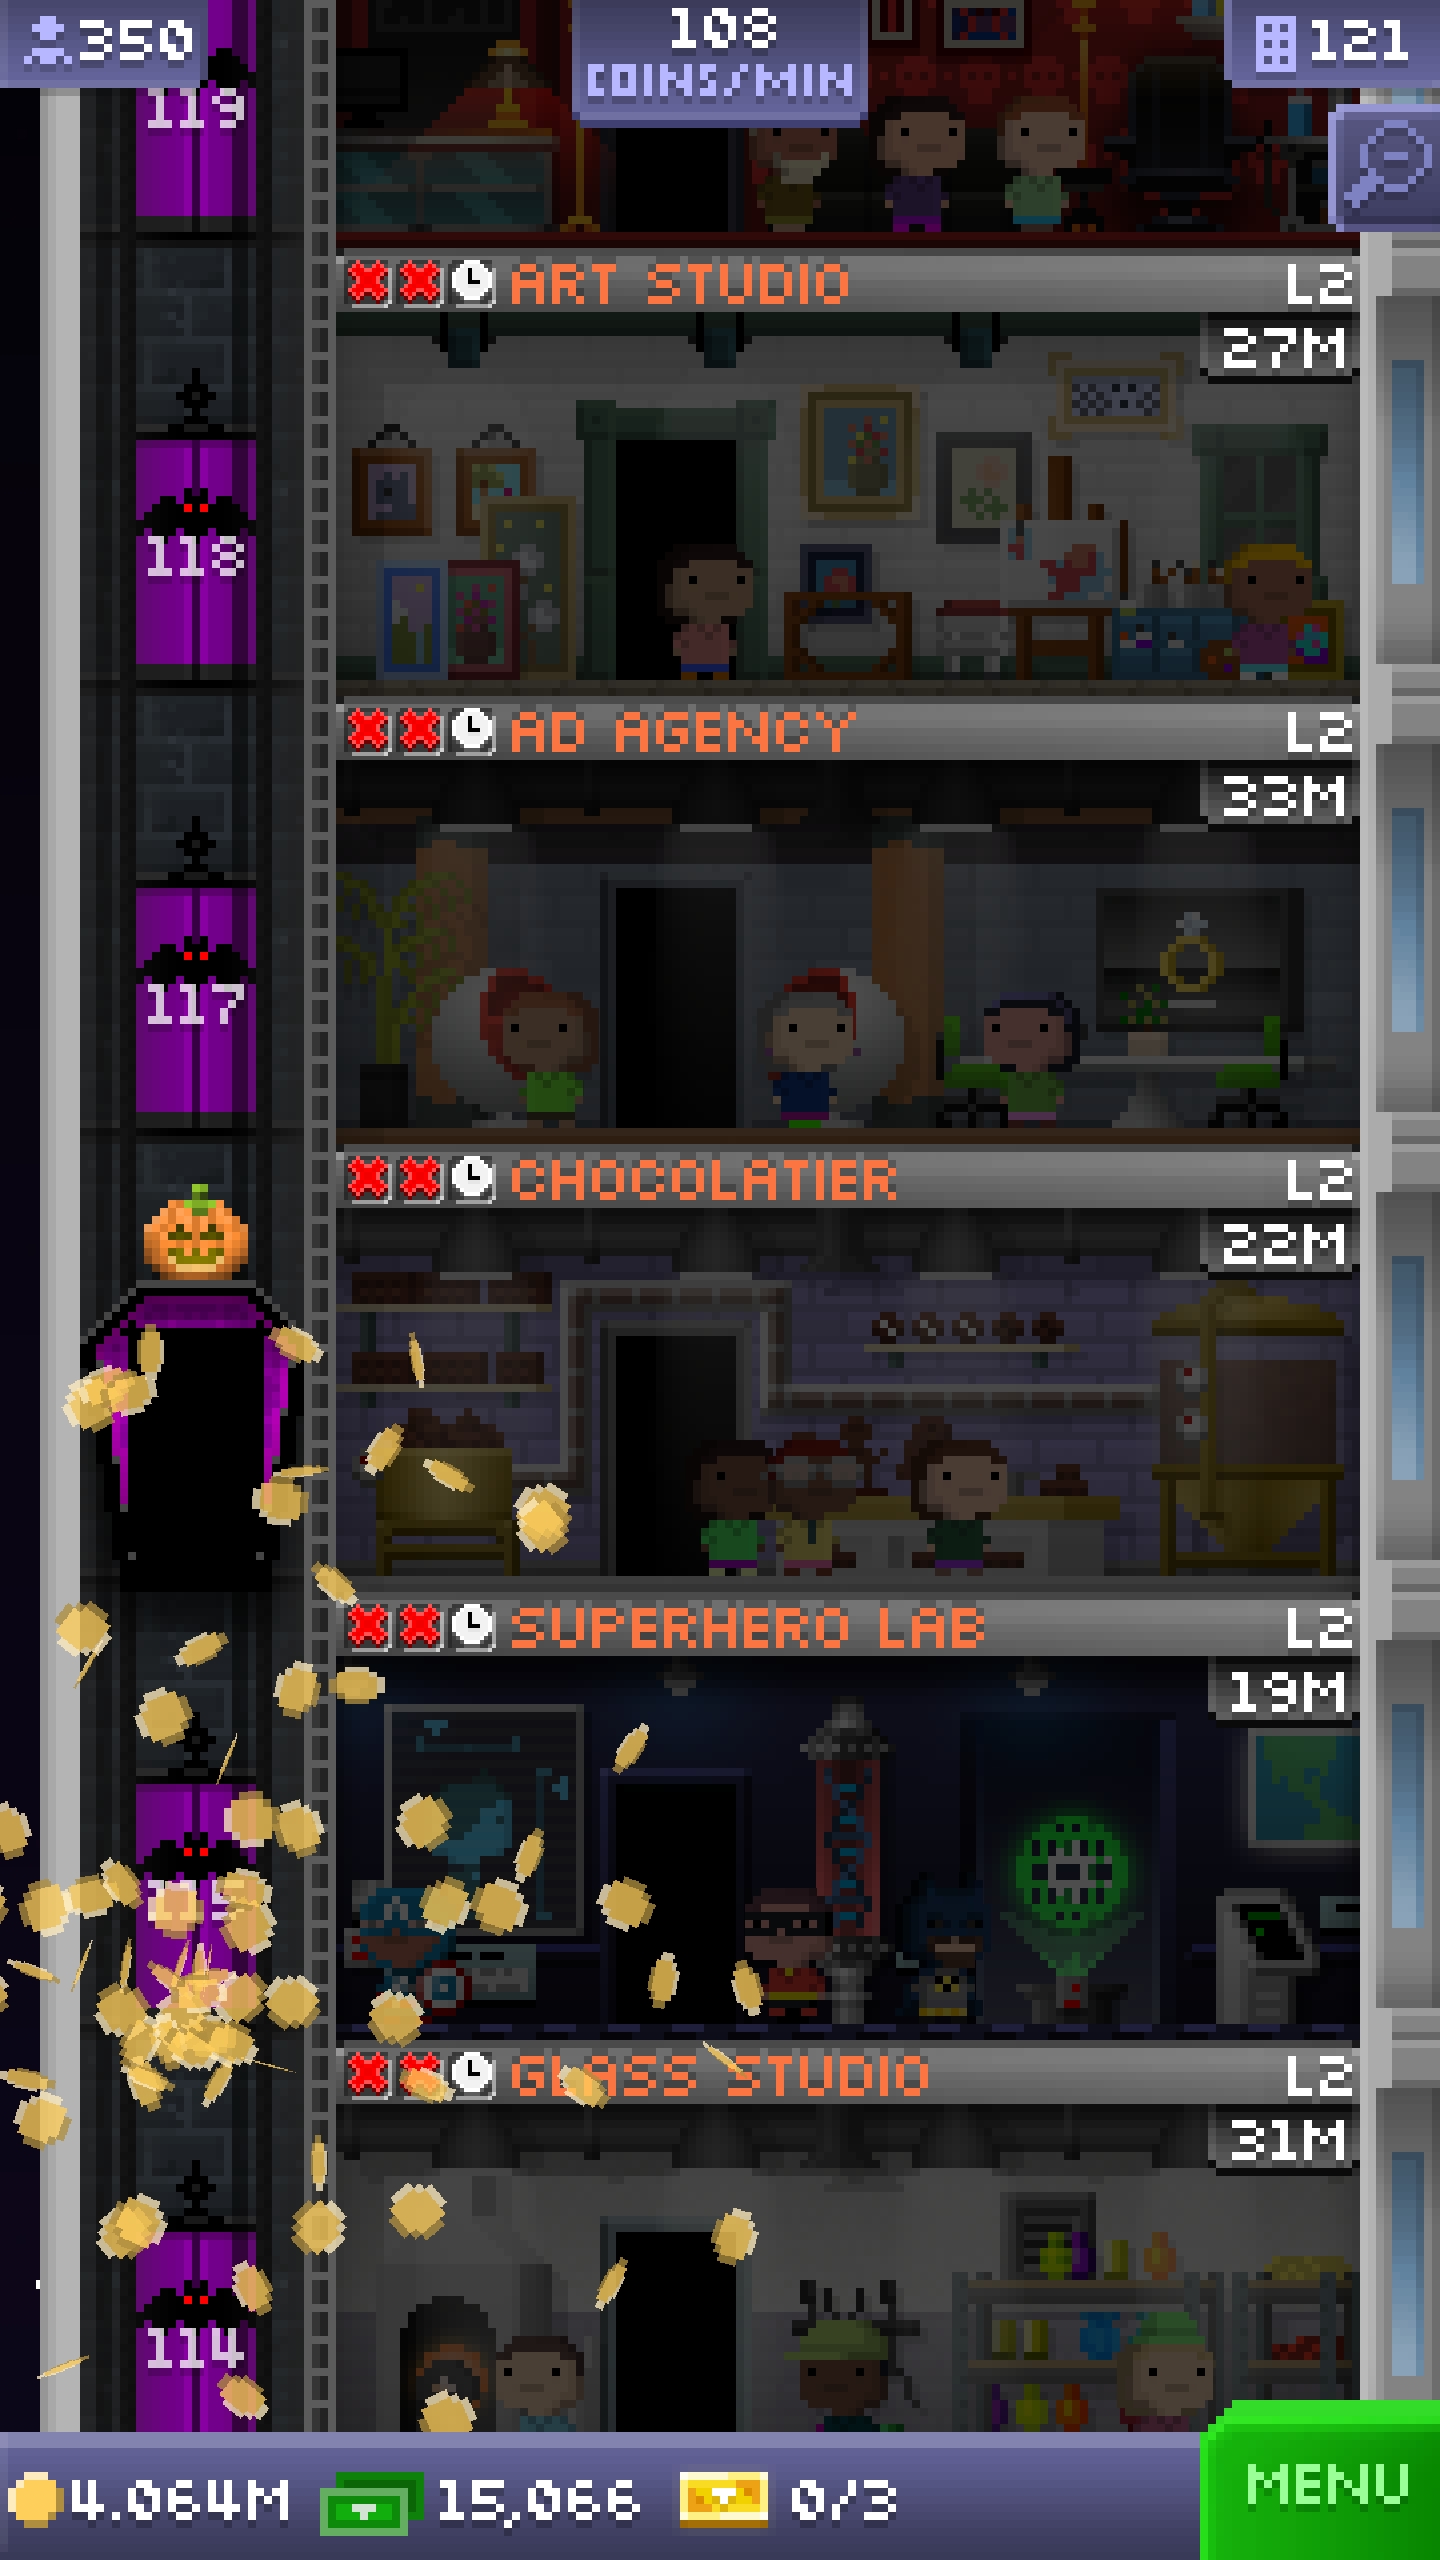 350
108
COINS/MIN
121
119
ART STUDIO L2
27M
118
AD AGENCY L2
33M
117
CHOCOLATIER L2
22M
SUPERHERO LAB L2
19M
115
GLASS STUDIO L2
31M
114
4.064M 15,066 0/3
MENU